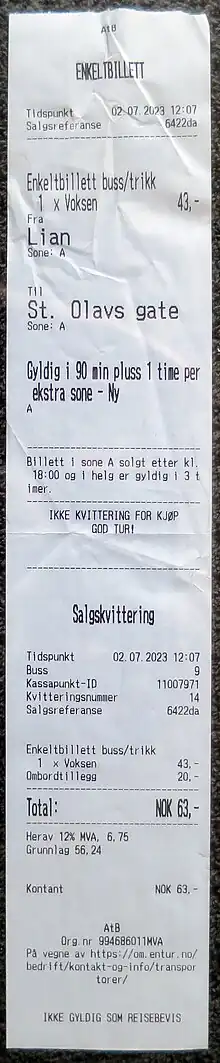 AtB
ENKELTBILLETT
Tidspunkt 02.07.2023 12:07
Salgsreferanse 6422da
Enkeltbillett buss/trikk
1 x Voksen 43,-
Fra
Lian
Sone: A
Til
St. Olavs gate
Sone: A
Gyldig i 90 min pluss 1 time per
ekstra sone - Ny
A
Billett i sone A solgt etter kl.
18:00 og i helg er gyldig i 3 t
imer.
IKKE KVITTERING FOR KJØP
GOD TUR!
Salgskvittering
Tidspunkt 02.07.2023 12:07
Buss 9
Kassapunkt-ID 11007971
Kvitteringsnummer 14
Salgsreferanse 6422da
Enkeltbillett buss/trikk
1 x Voksen 43,-
Ombordtillegg 20,-
Total: NOK 63,-
Herav 12% MVA, 6,75
Grunnlag 56,24
Kontant NOK 63,-
AtB
Org.nr 994686011MVA
På vegne av https://om.entur.no/
bedrift/kontakt-og-info/transpor
torer/
IKKE GYLDIG SOM REISEBEVIS